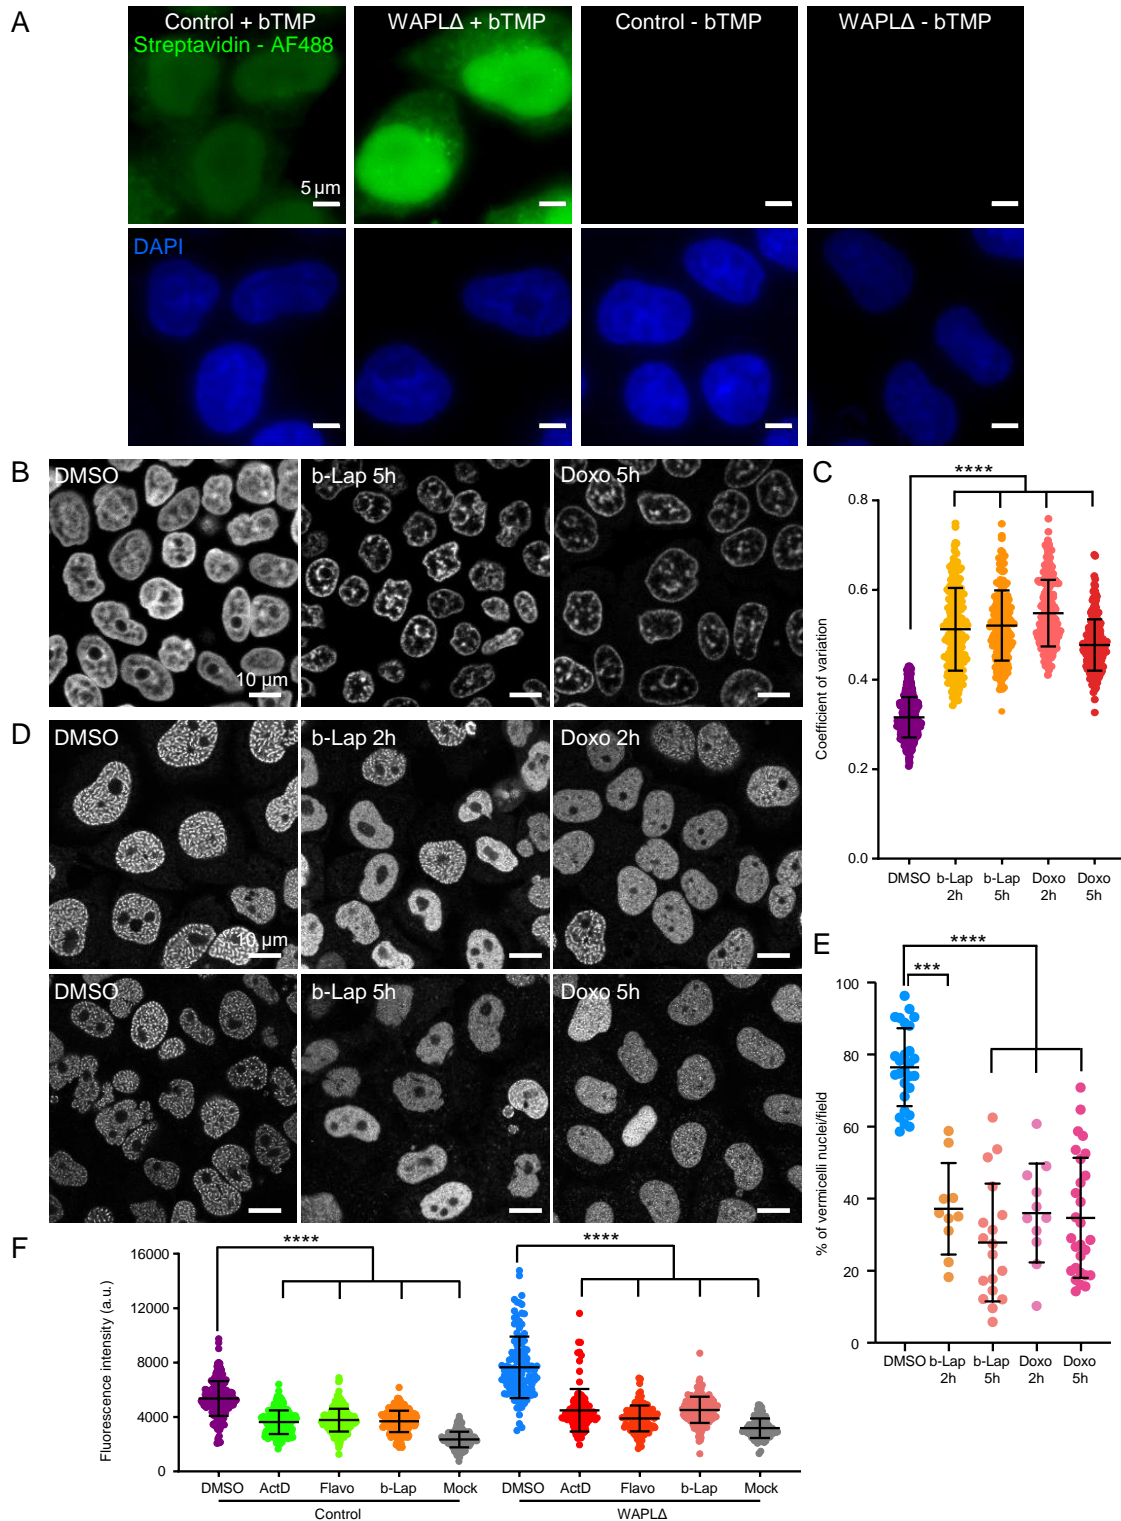 A
Control + bTMP
WAPLΔ + bTMP
Control - bTMP
WAPLΔ - bTMP
Streptavidin - AF488
5 µm
DAPI
B
DMSO
b-Lap 5h
Doxo 5h
10 µm
C
****
Coefficient of variation
0.8
0.6
0.4
0.2
0.0
DMSO
b-Lap
2h
b-Lap
5h
Doxo
2h
Doxo
5h
D
DMSO
b-Lap 2h
Doxo 2h
10 µm
DMSO
b-Lap 5h
Doxo 5h
E
****
***
% of vermicelli nuclei/field
100
80
60
40
20
0
DMSO
b-Lap
2h
b-Lap
5h
Doxo
2h
Doxo
5h
F
****
****
Fluorescence intensity (a.u.)
16000
12000
8000
4000
0
DMSO
ActD
Flavo
b-Lap
Mock
DMSO
ActD
Flavo
b-Lap
Mock
Control
WAPLΔ